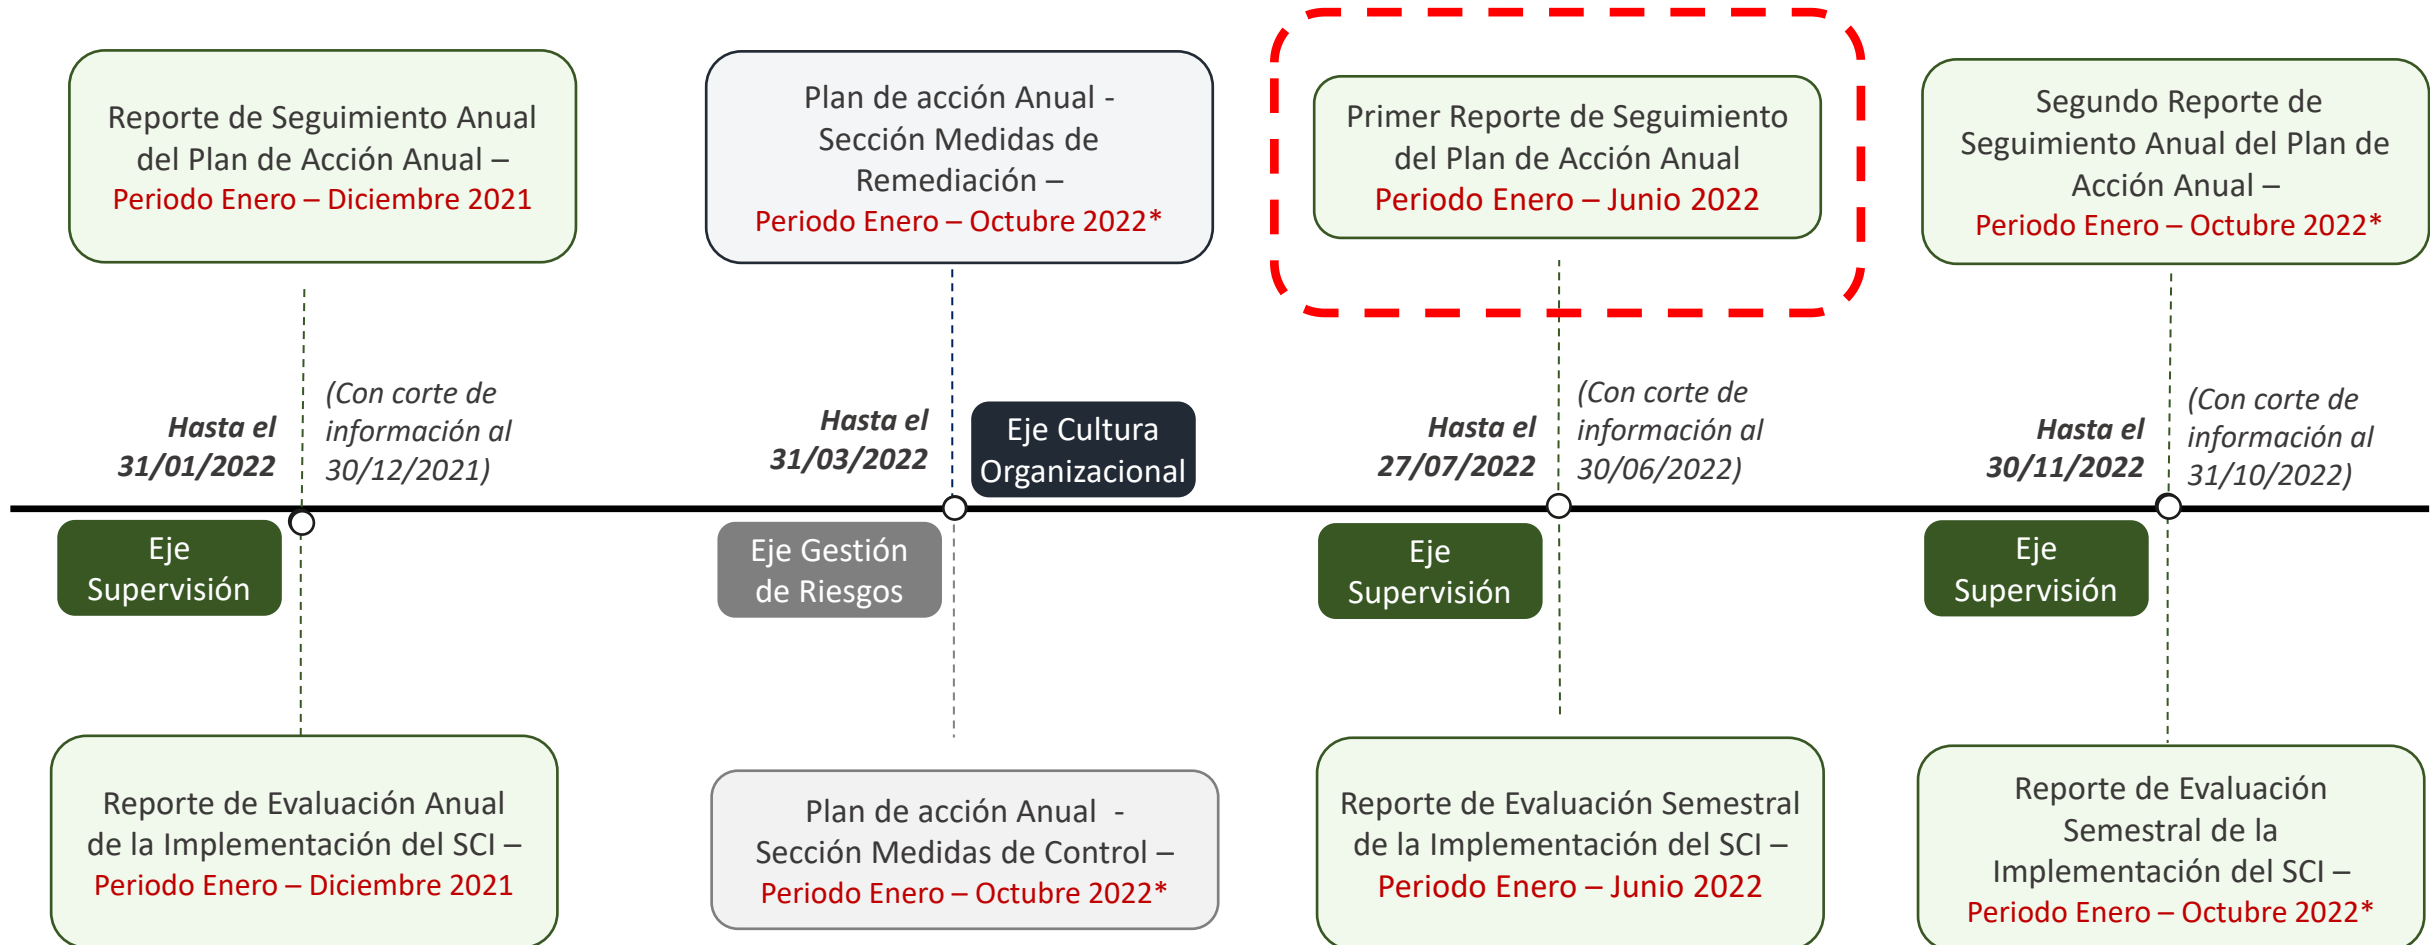 Reporte de Seguimiento Anual
del Plan de Acción Anual –
Periodo Enero – Diciembre 2021
Plan de acción Anual -
Sección Medidas de
Remediación –
Periodo Enero – Octubre 2022*
Primer Reporte de Seguimiento
del Plan de Acción Anual
Periodo Enero – Junio 2022
Segundo Reporte de
Seguimiento Anual del Plan de
Acción Anual –
Periodo Enero – Octubre 2022*
Hasta el
31/01/2022
(Con corte de
información al
30/12/2021)
Hasta el
31/03/2022
Eje Cultura
Organizacional
Hasta el
27/07/2022
(Con corte de
información al
30/06/2022)
Hasta el
30/11/2022
(Con corte de
información al
31/10/2022)
Eje
Supervisión
Eje Gestión
de Riesgos
Eje
Supervisión
Eje
Supervisión
Reporte de Evaluación Anual
de la Implementación del SCI –
Periodo Enero – Diciembre 2021
Plan de acción Anual -
Sección Medidas de Control –
Periodo Enero – Octubre 2022*
Reporte de Evaluación Semestral
de la Implementación del SCI –
Periodo Enero – Junio 2022
Reporte de Evaluación
Semestral de la
Implementación del SCI –
Periodo Enero – Octubre 2022*